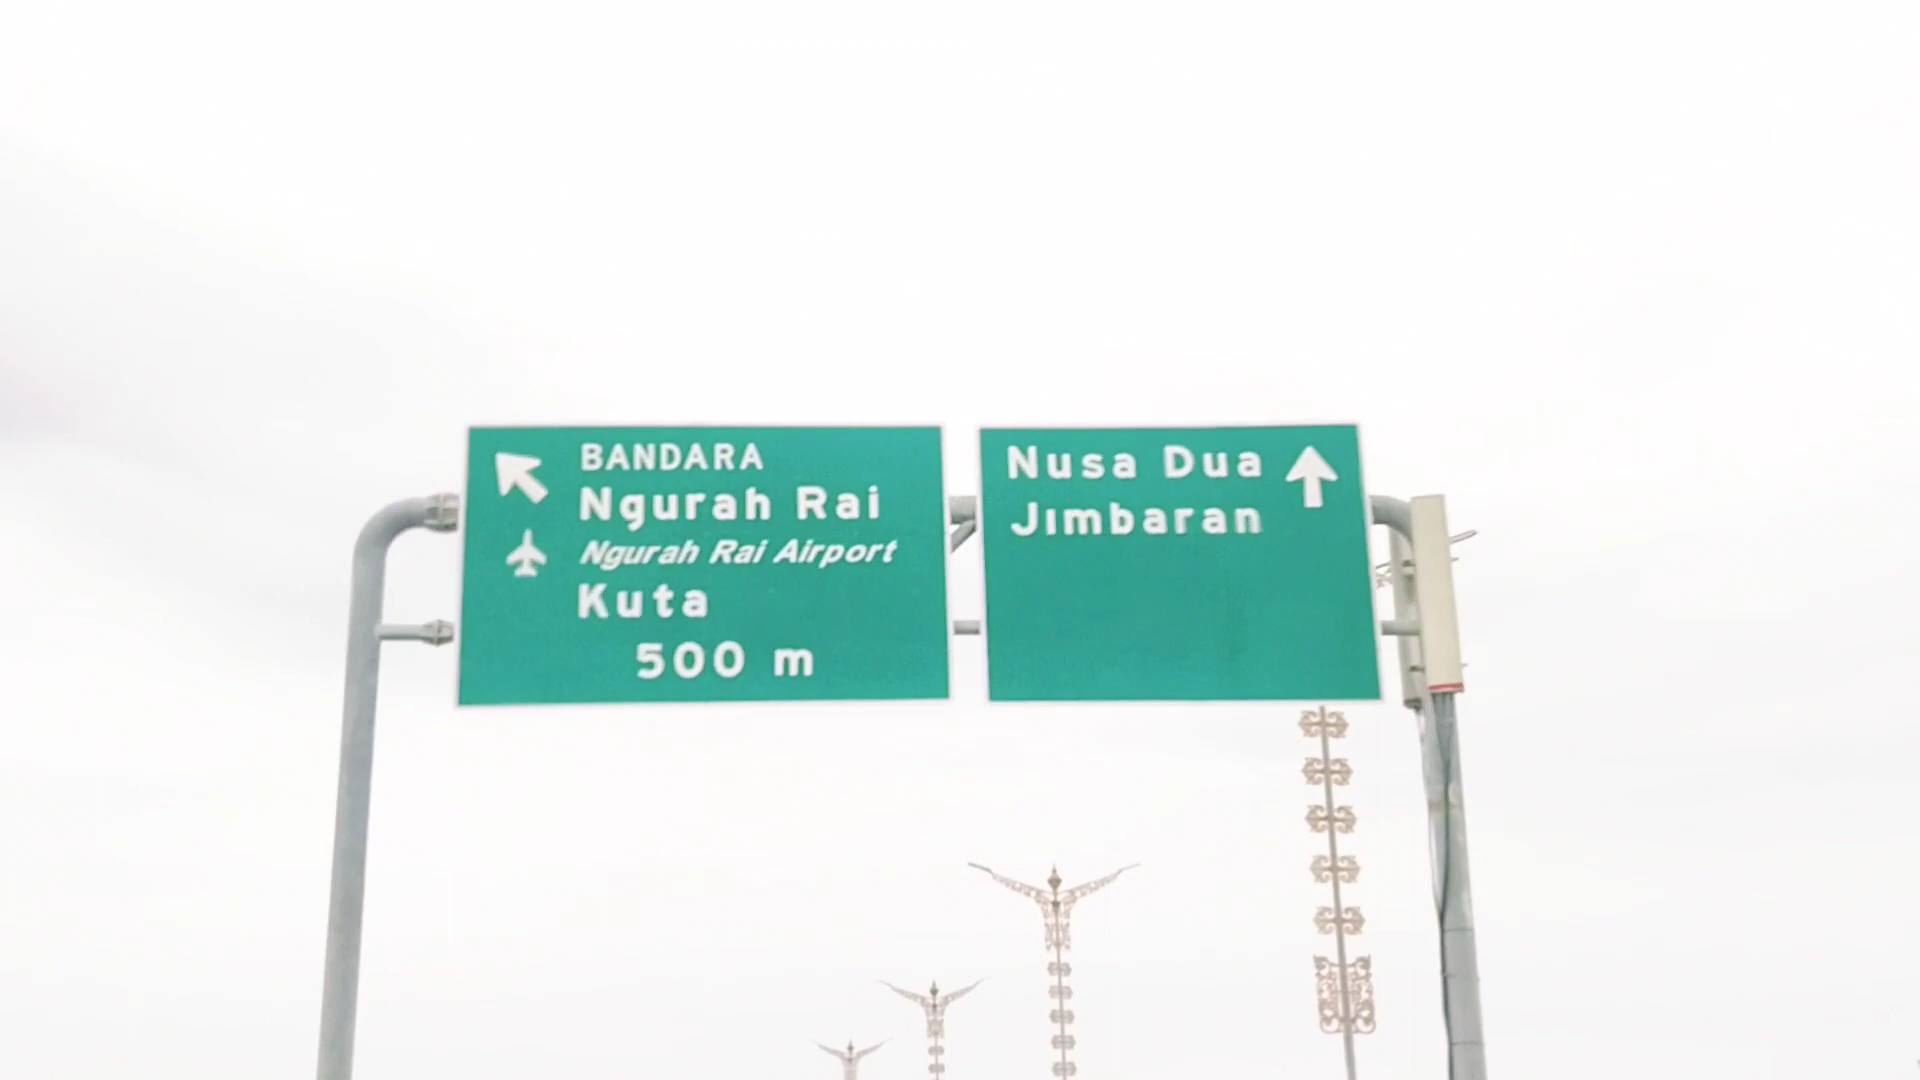 BANDARA
Ngurah Rai
Ngurah Rai Airport
Kuta
500 m
Nusa Dua
Jimbaran